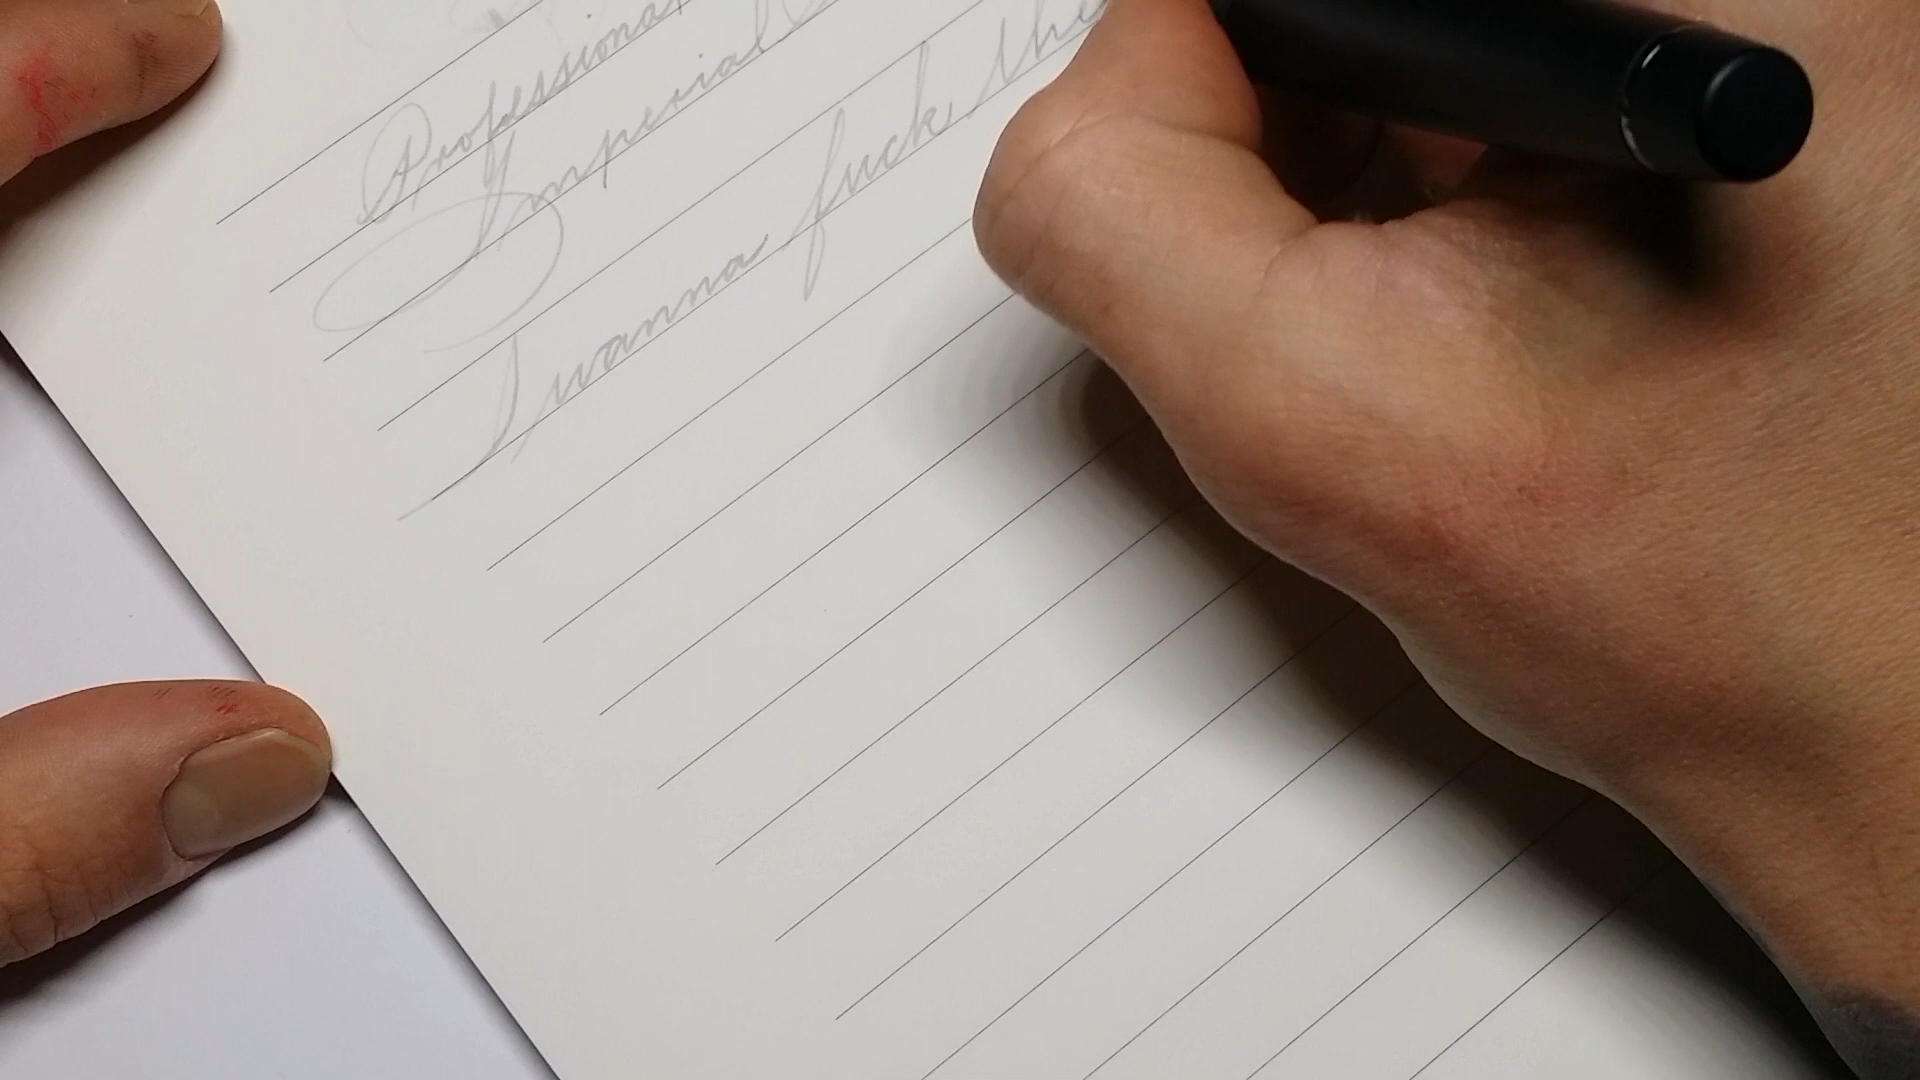 Professional
Imperial
I wanna fuck the